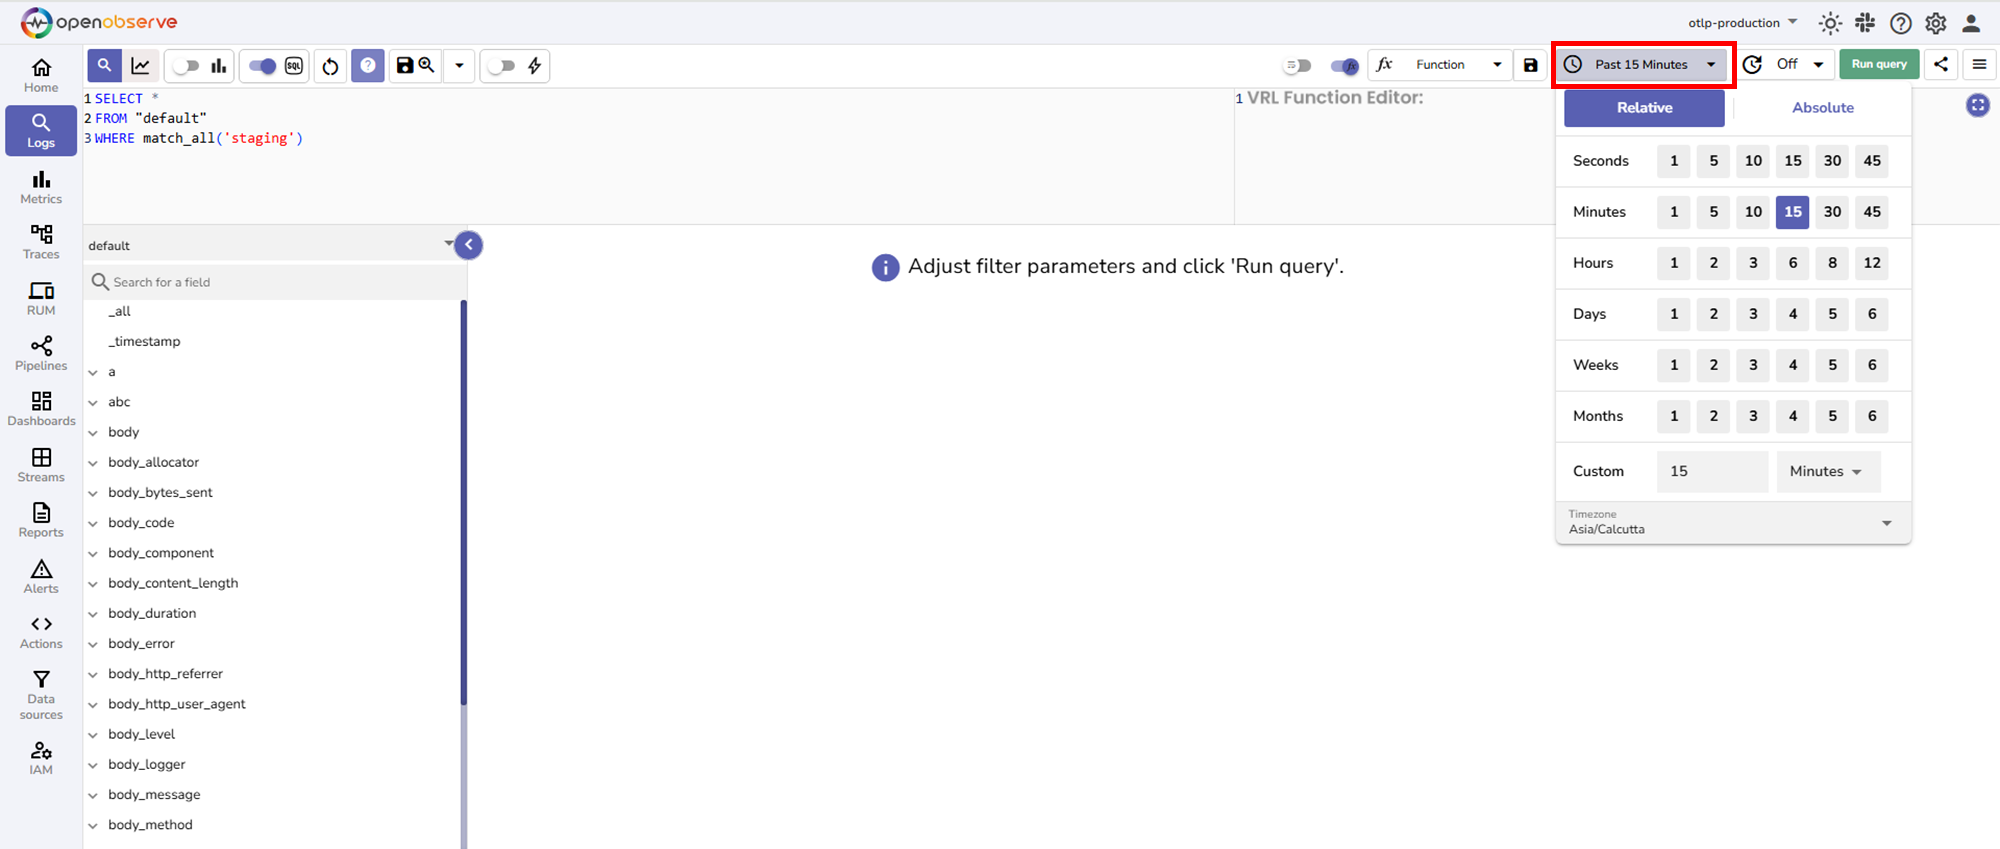 openobserve
otlp-production
Home
Logs
Metrics
Traces
RUM
Pipelines
Dashboards
Streams
Reports
Alerts
Actions
Data
sources
IAM
SQL
fx
fx Function
Past 15 Minutes
Off
Run query
1 SELECT *
2 FROM "default"
3 WHERE match_all('staging')
1 VRL Function Editor:
default
Search for a field
_all
_timestamp
a
abc
body
body_allocator
body_bytes_sent
body_code
body_component
body_content_length
body_duration
body_error
body_http_referrer
body_http_user_agent
body_level
body_logger
body_message
body_method
Adjust filter parameters and click 'Run query'.
Relative Absolute
Seconds 1 5 10 15 30 45
Minutes 1 5 10 15 30 45
Hours 1 2 3 6 8 12
Days 1 2 3 4 5 6
Weeks 1 2 3 4 5 6
Months 1 2 3 4 5 6
Custom 15 Minutes
Timezone
Asia/Calcutta